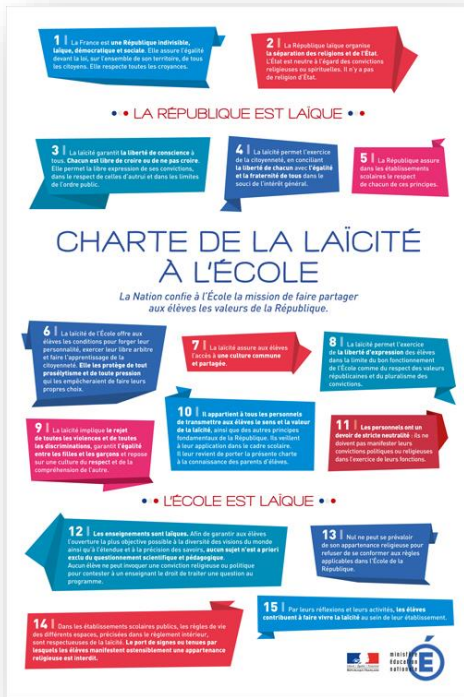 1 | La France est une République indivisible,
laïque, démocratique et sociale. Elle assure l'égalité
devant la loi, sur l'ensemble de son territoire, de tous
les citoyens. Elle respecte toutes les croyances.
2 | La République laïque organise
la séparation des religions et de l'État.
L'État est neutre à l'égard des convictions
religieuses ou spirituelles. Il n'y a pas
de religion d'État.
LA RÉPUBLIQUE EST LAÏQUE
3 | La laïcité garantit la liberté de conscience à
tous. Chacun est libre de croire ou de ne pas croire.
Elle permet la libre expression de ses convictions,
dans le respect de celles d'autrui et dans les limites
de l'ordre public.
4 | La laïcité permet l'exercice
de la citoyenneté, en conciliant
la liberté de chacun avec l'égalité
et la fraternité de tous dans le
souci de l'intérêt général.
5 | La République assure
dans les établissements
scolaires le respect
de chacun de ces principes.
CHARTE DE LA LAÏCITÉ
À L'ÉCOLE
La Nation confie à l'École la mission de faire partager
aux élèves les valeurs de la République.
6 | La laïcité de l'École offre aux
élèves les conditions pour forger leur
personnalité, exercer leur libre arbitre
et faire l'apprentissage de la
citoyenneté. Elle les protège de tout
prosélytisme et de toute pression
qui les empêcheraient de faire leurs
propres choix.
7 | La laïcité assure aux élèves
l'accès à une culture commune
et partagée.
8 | La laïcité permet l'exercice
de la liberté d'expression des élèves
dans la limite du bon fonctionnement
de l'École comme du respect des valeurs
républicaines et du pluralisme des
convictions.
9 | La laïcité implique le rejet
de toutes les violences et de toutes
les discriminations, garantit l'égalité
entre les filles et les garçons et repose
sur une culture du respect et de la
compréhension de l'autre.
10 | Il appartient à tous les personnels
de transmettre aux élèves le sens et la valeur
de la laïcité, ainsi que des autres principes
fondamentaux de la République. Ils veillent
à leur application dans le cadre scolaire.
Il leur revient de porter la présente charte
à la connaissance des parents d'élèves.
11 | Les personnels ont un
devoir de stricte neutralité : ils ne
doivent pas manifester leurs
convictions politiques ou religieuses
dans l'exercice de leurs fonctions.
L'ÉCOLE EST LAÏQUE
12 | Les enseignements sont laïques. Afin de garantir aux élèves
l'ouverture la plus objective possible à la diversité des visions du monde
ainsi qu'à l'étendue et à la précision des savoirs, aucun sujet n'est a priori
exclu du questionnement scientifique et pédagogique.
Aucun élève ne peut invoquer une conviction religieuse ou politique
pour contester à un enseignant le droit de traiter une question au
programme.
13 | Nul ne peut se prévaloir
de son appartenance religieuse pour
refuser de se conformer aux règles
applicables dans l'École de la
République.
14 | Dans les établissements scolaires publics, les règles de vie
des différents espaces, précisées dans le règlement intérieur,
sont respectueuses de la laïcité. Le port de signes ou tenues par
lesquels les élèves manifestent ostensiblement une appartenance
religieuse est interdit.
15 | Par leurs réflexions et leurs activités, les élèves
contribuent à faire vivre la laïcité au sein de leur établissement.
ministère
éducation
nationale
É